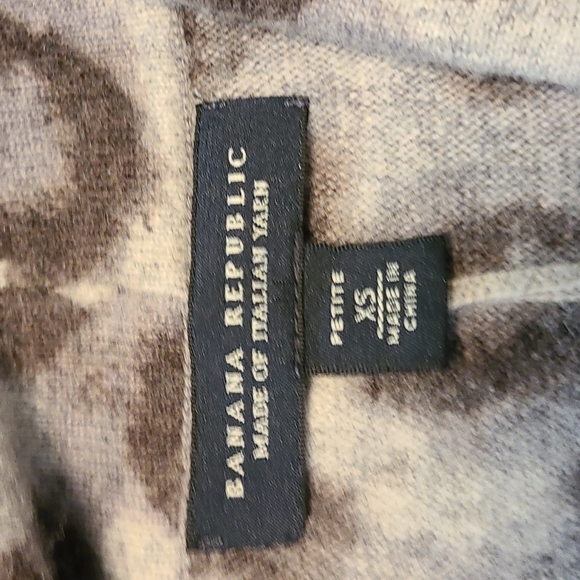 BANANA REPUBLIC
MADE OF ITALIAN YARN
PETITE
XS
MADE IN
CHINA